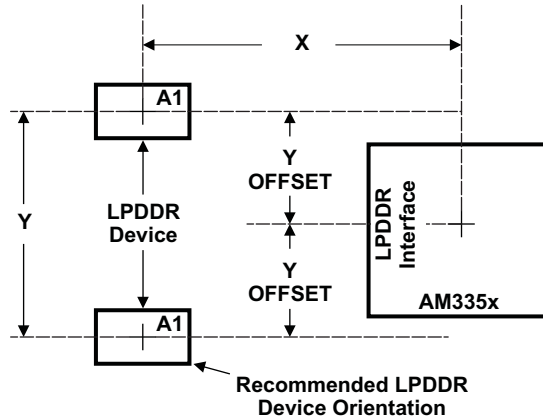 X
A1
Y
OFFSET
Y
LPDDR
Device
LPDDR
Interface
Y
OFFSET
AM335x
A1
Recommended LPDDR
Device Orientation